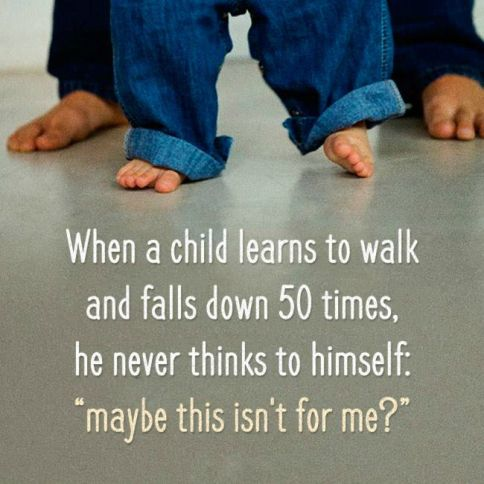 When a child learns to walk
and falls down 50 times,
he never thinks to himself:
“maybe this isn't for me?”